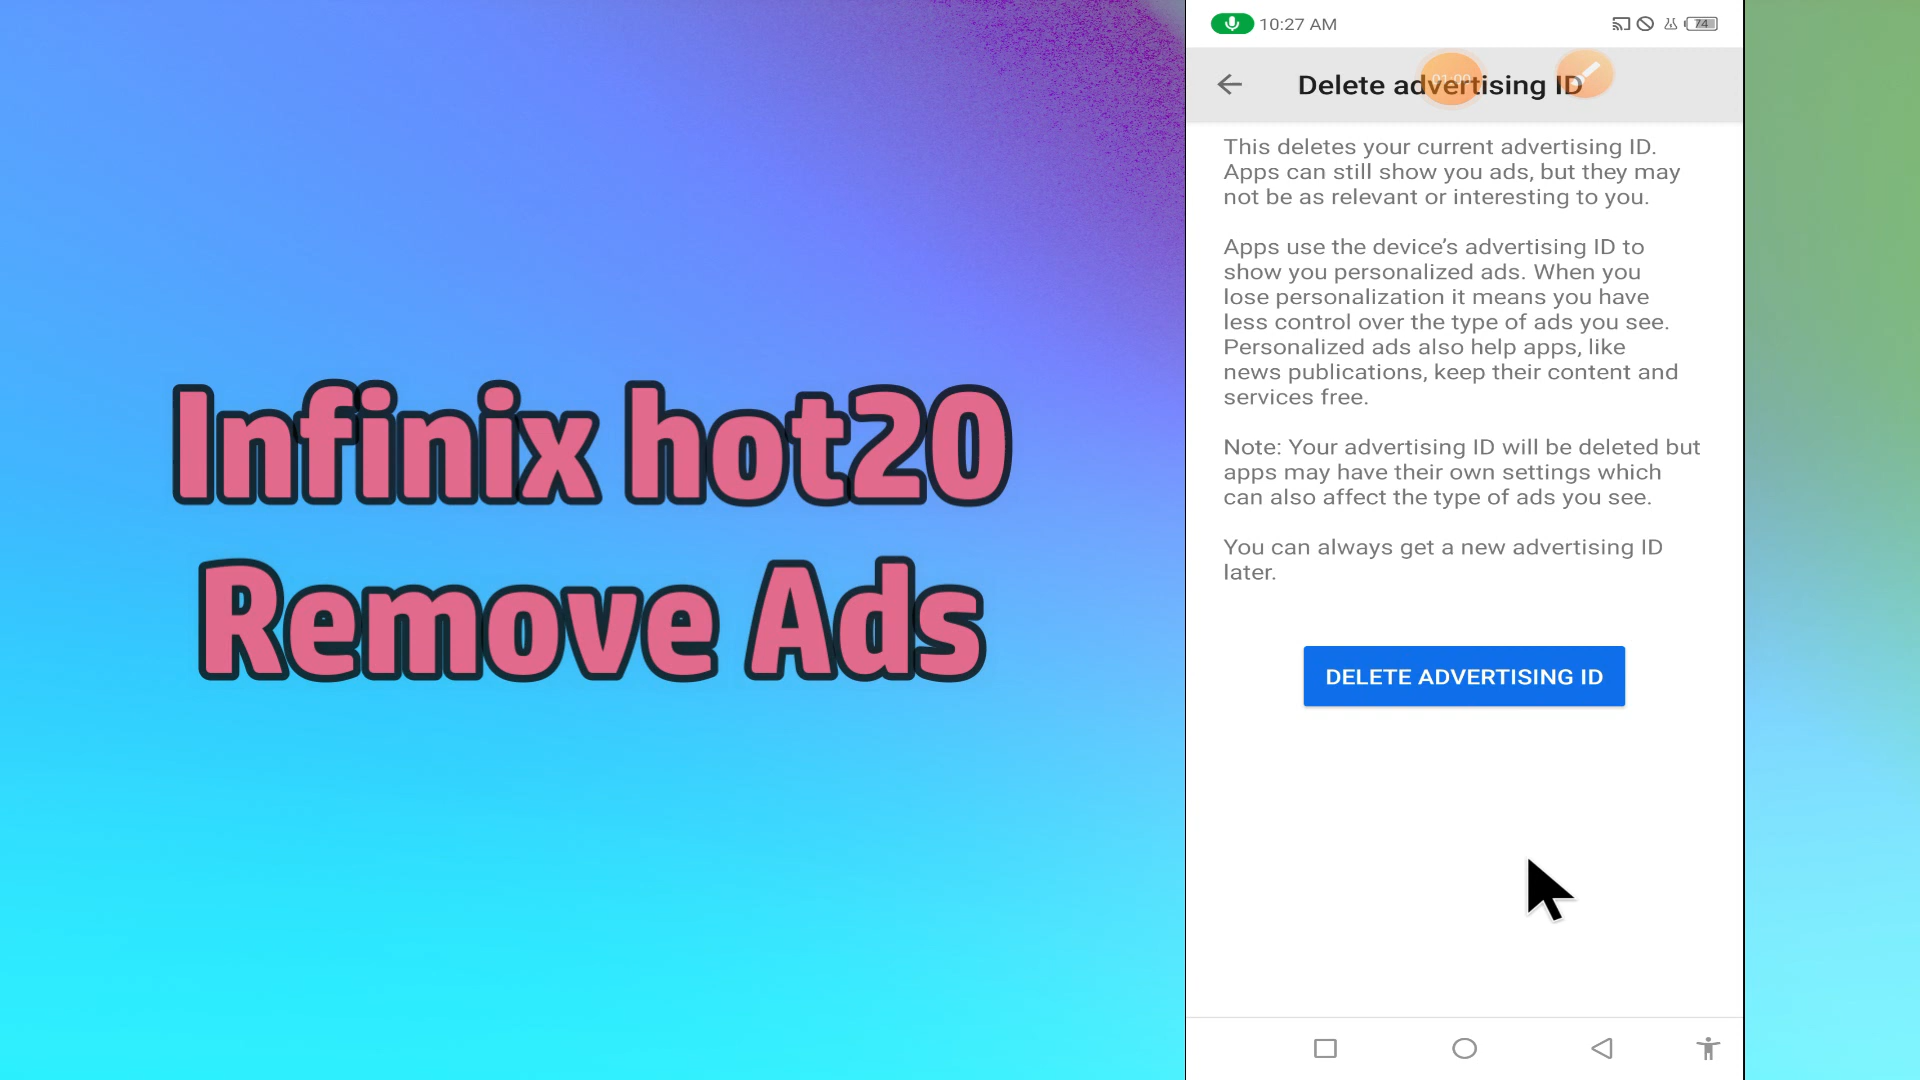 Infinix hot20
Remove Ads
10:27 AM
74
Delete advertising ID
01:09
This deletes your current advertising ID.
Apps can still show you ads, but they may
not be as relevant or interesting to you.
Apps use the device’s advertising ID to
show you personalized ads. When you
lose personalization it means you have
less control over the type of ads you see.
Personalized ads also help apps, like
news publications, keep their content and
services free.
Note: Your advertising ID will be deleted but
apps may have their own settings which
can also affect the type of ads you see.
You can always get a new advertising ID
later.
DELETE ADVERTISING ID